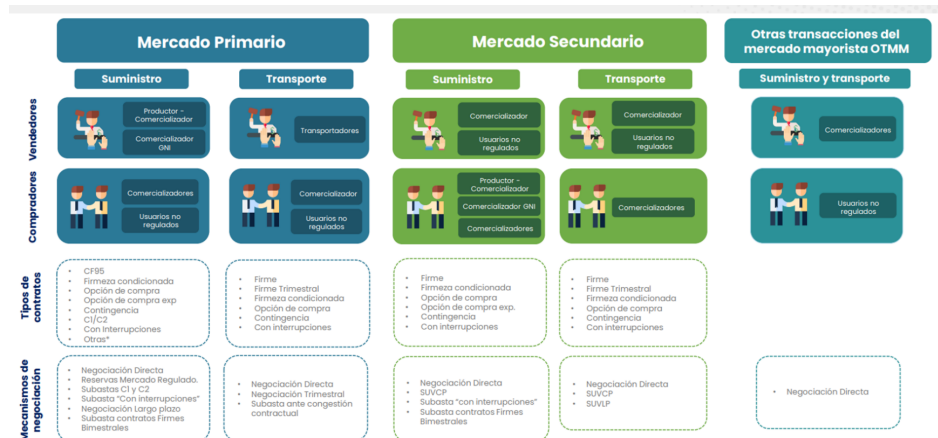 Mercado Primario
Mercado Secundario
Otras transacciones del
mercado mayorista OTMM
Suministro
Transporte
Suministro
Transporte
Suministro y transporte
Vendedores
Productor -
Comercializador
Comercializador
GNI
Transportadores
Comercializador
Usuarios no
regulados
Comercializador
Usuarios no
regulados
Comercializadores
Compradores
Comercializadores
Usuarios no
regulados
Comercializador
Usuarios no
regulados
Productor -
Comercializador
Comercializador GNI
Comercializadores
Comercializadores
Usuarios no
regulados
Tipos de
contratos
• CF95
• Firmeza condicionada
• Opción de compra
• Opción de compra exp
• Contingencia
• C1/C2
• Con Interrupciones
• Otras*
• Firme
• Firme Trimestral
• Firmeza condicionada
• Opción de compra
• Contingencia
• Con interrupciones
• Firme
• Firmeza condicionada
• Opción de compra
• Opción de compra exp.
• Contingencia
• Con interrupciones
• Firme
• Firme Trimestral
• Firmeza condicionada
• Opción de compra
• Contingencia
• Con interrupciones
Mecanismos de
negociación
• Negociación Directa
• Reservas Mercado Regulado.
• Subastas C1 y C2
• Subasta "Con interrupciones"
• Negociación Largo plazo
• Subasta contratos Firmes
Bimestrales
• Negociación Directa
• Negociación Trimestral
• Subasta ante congestión
contractual
• Negociación Directa
• SUVCP
• Subasta "con interrupciones"
• Subasta contratos Firmes
Bimestrales
• Negociación Directa
• SUVCP
• SUVLP
• Negociación Directa